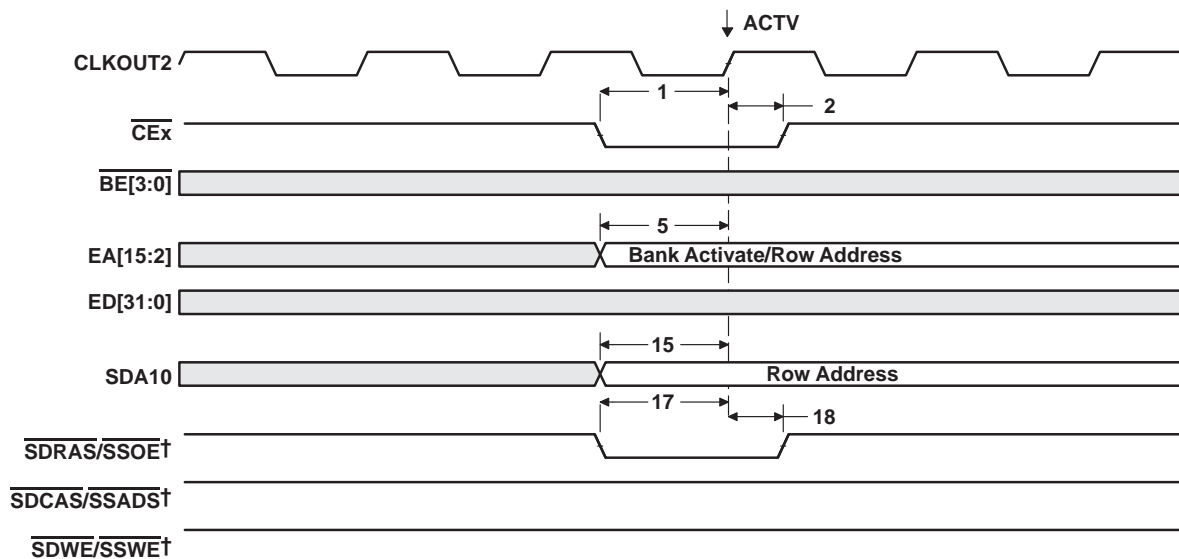 ACTV
CLKOUT2
1
2
CEx
BE[3:0]
5
EA[15:2]
Bank Activate/Row Address
ED[31:0]
15
SDA10
Row Address
17
18
SDRAS/SSOE†
SDCAS/SSADS†
SDWE/SSWE†